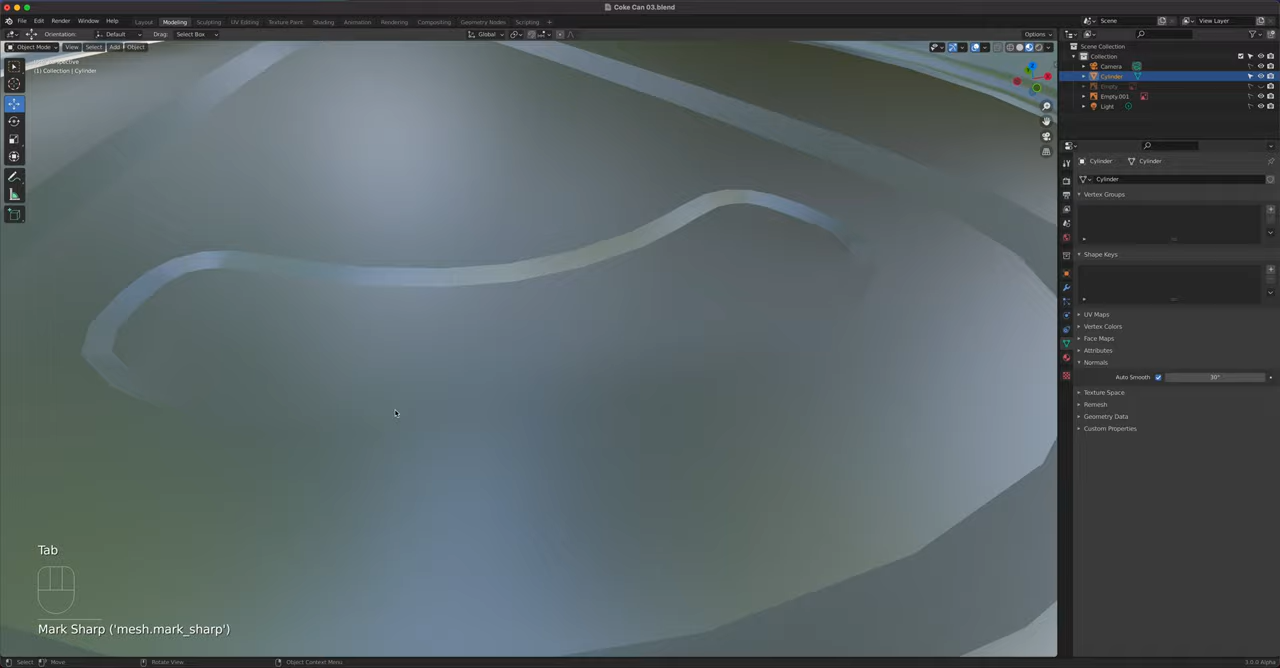 Coke Can 03.blend
File Edit Render Window Help Layout Modeling Sculpting UV Editing Texture Paint Shading Animation Rendering Compositing Geometry Nodes Scripting + Scene View Layer
Orientation: Default Drag: Select Box Global Options
Object Mode View Select Add Object
(1) Collection | Cylinder
Scene Collection
Collection
Camera
Cylinder
Empty
Empty.001
Light
Cylinder Cylinder
Cylinder
Vertex Groups
Shape Keys
UV Maps
Vertex Colors
Face Maps
Attributes
Normals
Auto Smooth 30°
Texture Space
Remesh
Geometry Data
Custom Properties
Tab
Mark Sharp ('mesh.mark_sharp')
Select Move Rotate View Object Context Menu 3.0.0 Alpha